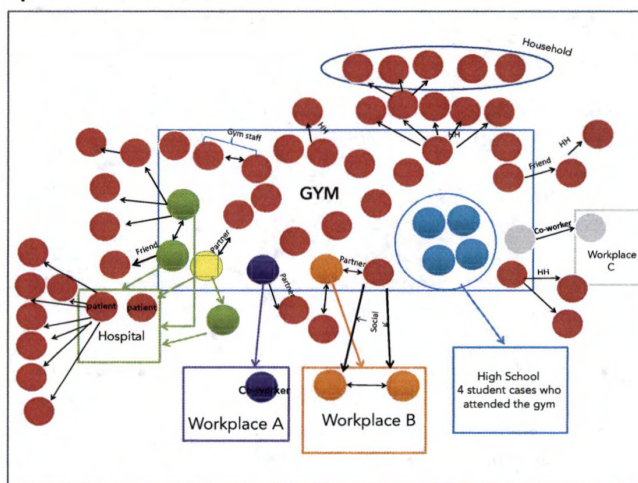 Household
HH
HH
HH
Gym staff
GYM
Friend
Co-worker
Workplace
C
Friend
Partner
Partner
Partner
HH
patient
patient
Social
Hospital
Co-worker
Workplace A
Workplace B
High School
4 student cases who
attended the gym